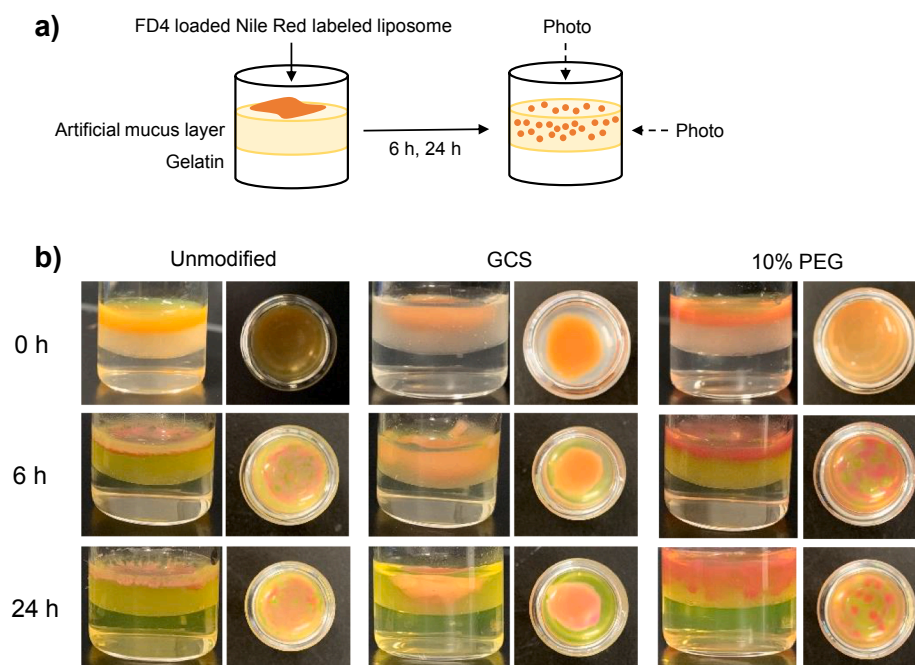 a)
FD4 loaded Nile Red labeled liposome
Photo
Artificial mucus layer
Photo
Gelatin
6 h, 24 h
b)
Unmodified
GCS
10% PEG
0 h
6 h
24 h